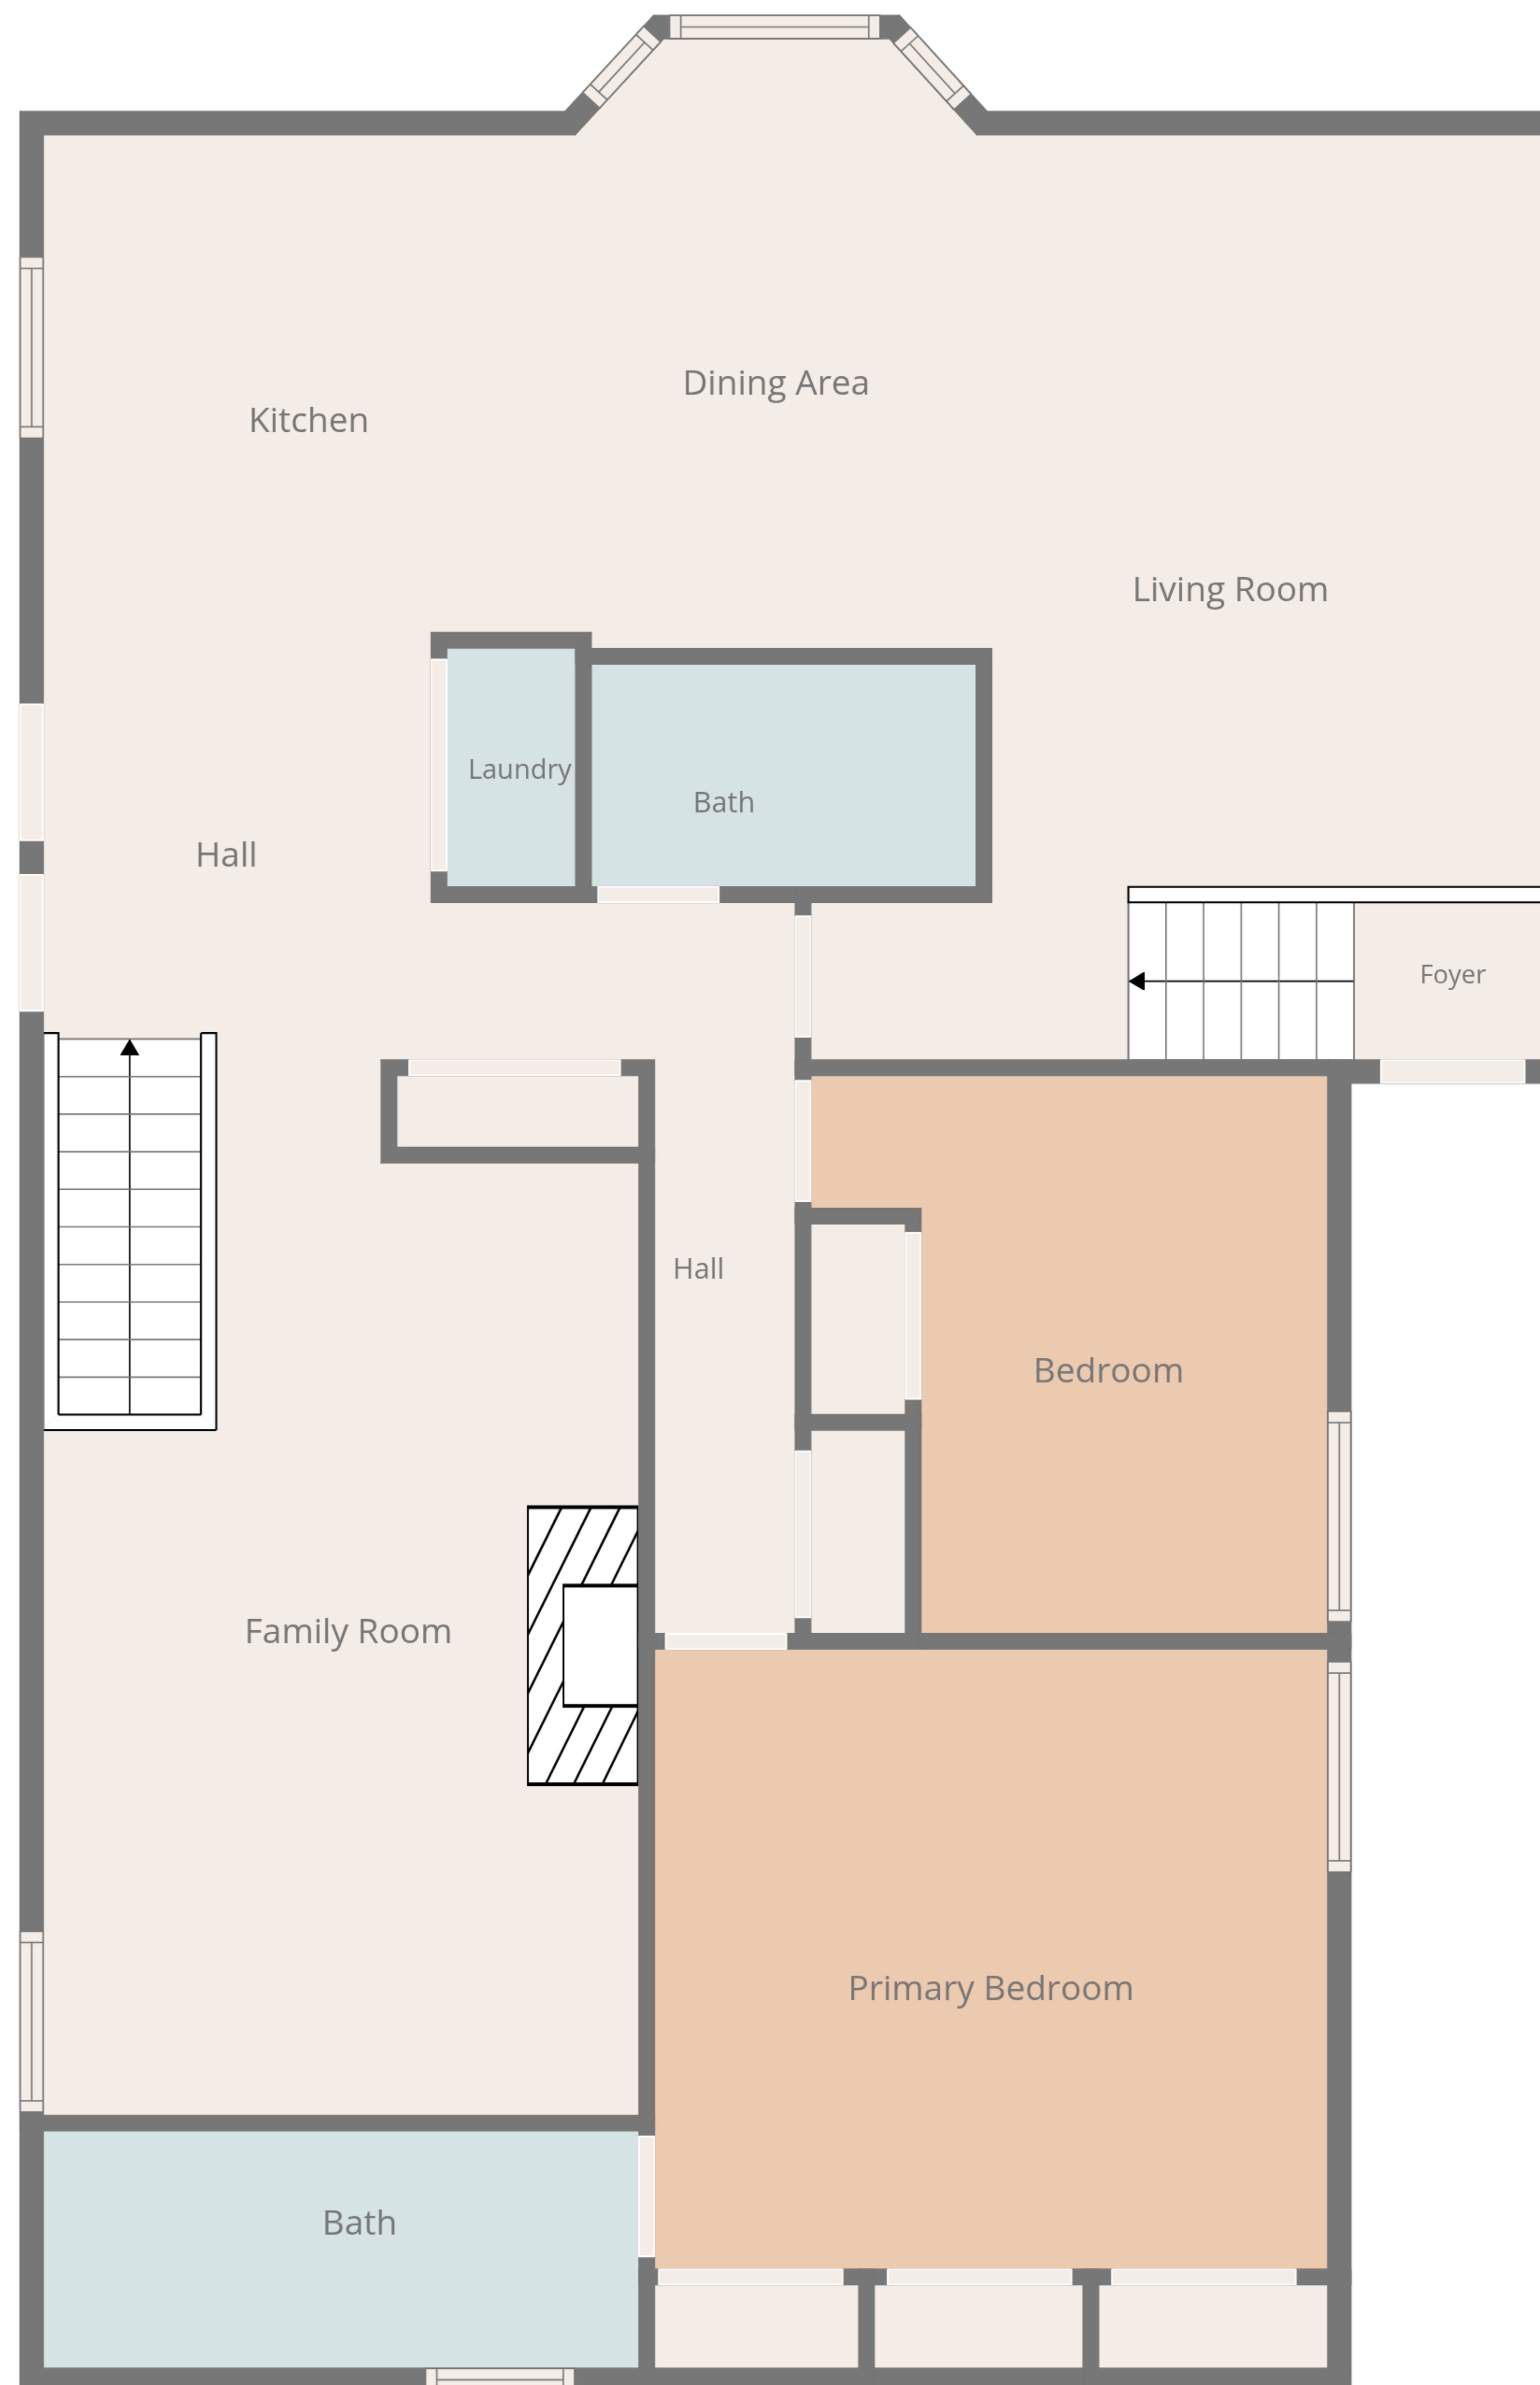 Dining Area
Kitchen
Living Room
Laundry
Bath
Hall
Foyer
Hall
Bedroom
Family Room
Primary Bedroom
Bath